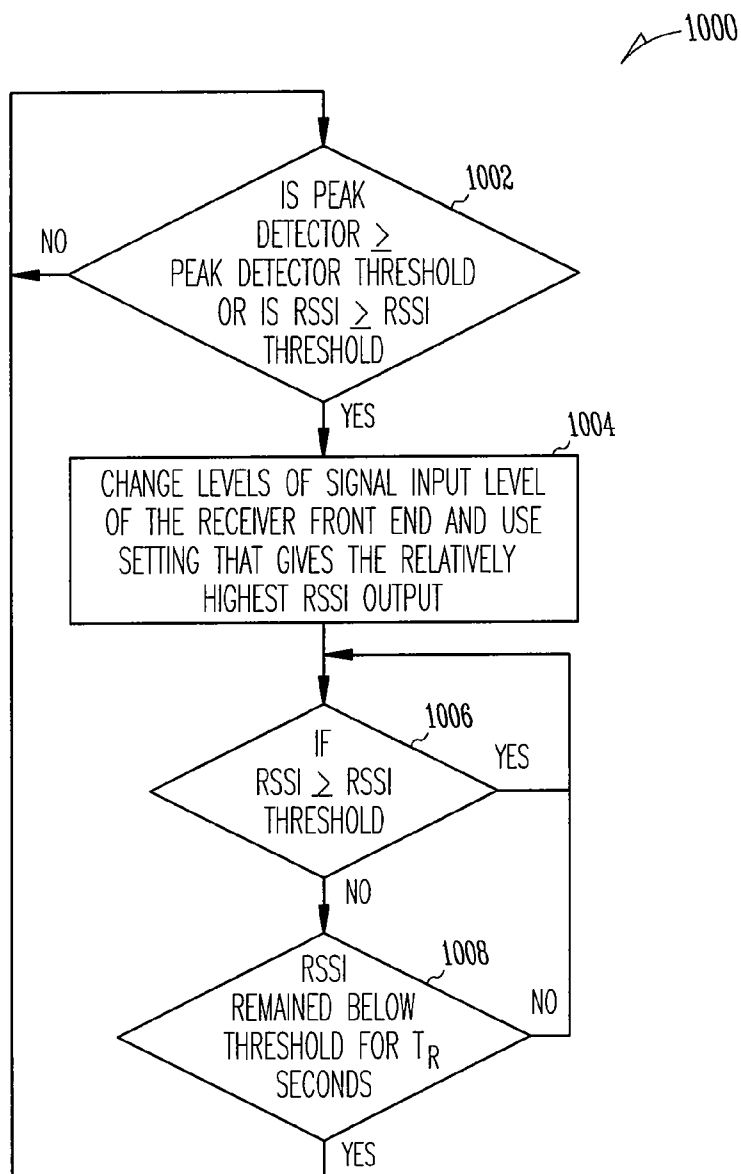 1000
1002
IS PEAK
DETECTOR ≥
PEAK DETECTOR THRESHOLD
OR IS RSSI ≥ RSSI
THRESHOLD
NO
YES
1004
CHANGE LEVELS OF SIGNAL INPUT LEVEL
OF THE RECEIVER FRONT END AND USE
SETTING THAT GIVES THE RELATIVELY
HIGHEST RSSI OUTPUT
1006
IF
RSSI ≥ RSSI
THRESHOLD
YES
NO
1008
RSSI
REMAINED BELOW
THRESHOLD FOR T_R
SECONDS
NO
YES